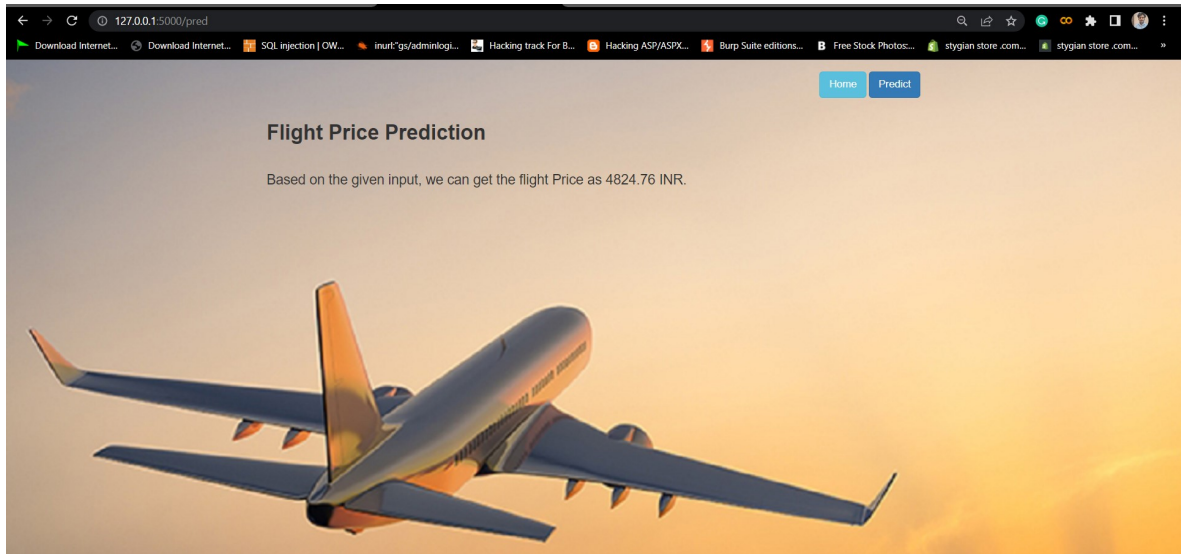 127.0.0.1:5000/pred
Download Internet... Download Internet... SQL injection | OW... inurl:"gs/adminlogi... Hacking track For B... Hacking ASP/ASPX... Burp Suite editions... Free Stock Photos:... stygian store .com... stygian store .com... »
Home Predict
Flight Price Prediction
Based on the given input, we can get the flight Price as 4824.76 INR.